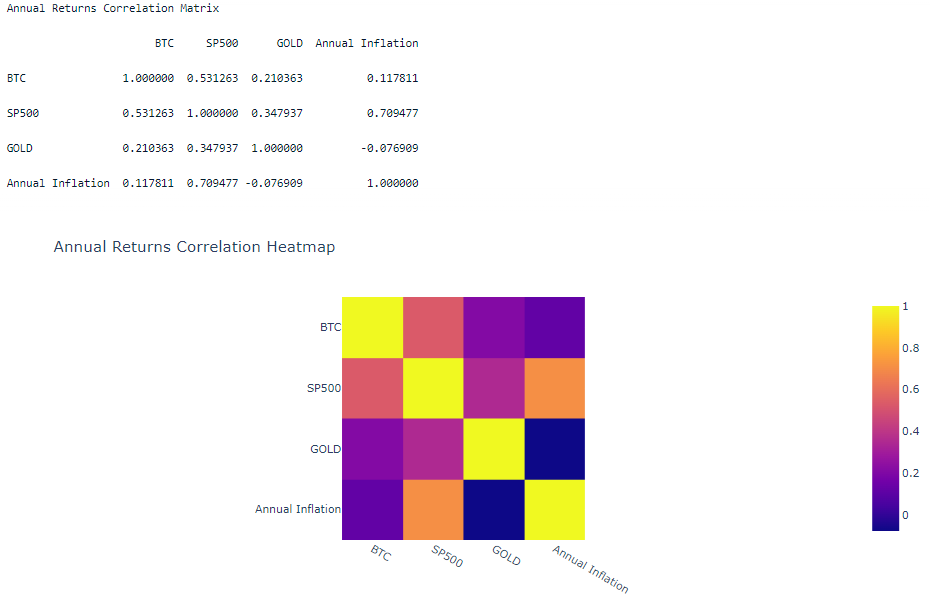 Annual Returns Correlation Matrix
BTC SP500 GOLD Annual Inflation
BTC 1.000000 0.531263 0.210363 0.117811
SP500 0.531263 1.000000 0.347937 0.709477
GOLD 0.210363 0.347937 1.000000 -0.076909
Annual Inflation 0.117811 0.709477 -0.076909 1.000000
Annual Returns Correlation Heatmap
BTC
SP500
GOLD
Annual Inflation
BTC SP500 GOLD Annual Inflation
1
0.8
0.6
0.4
0.2
0